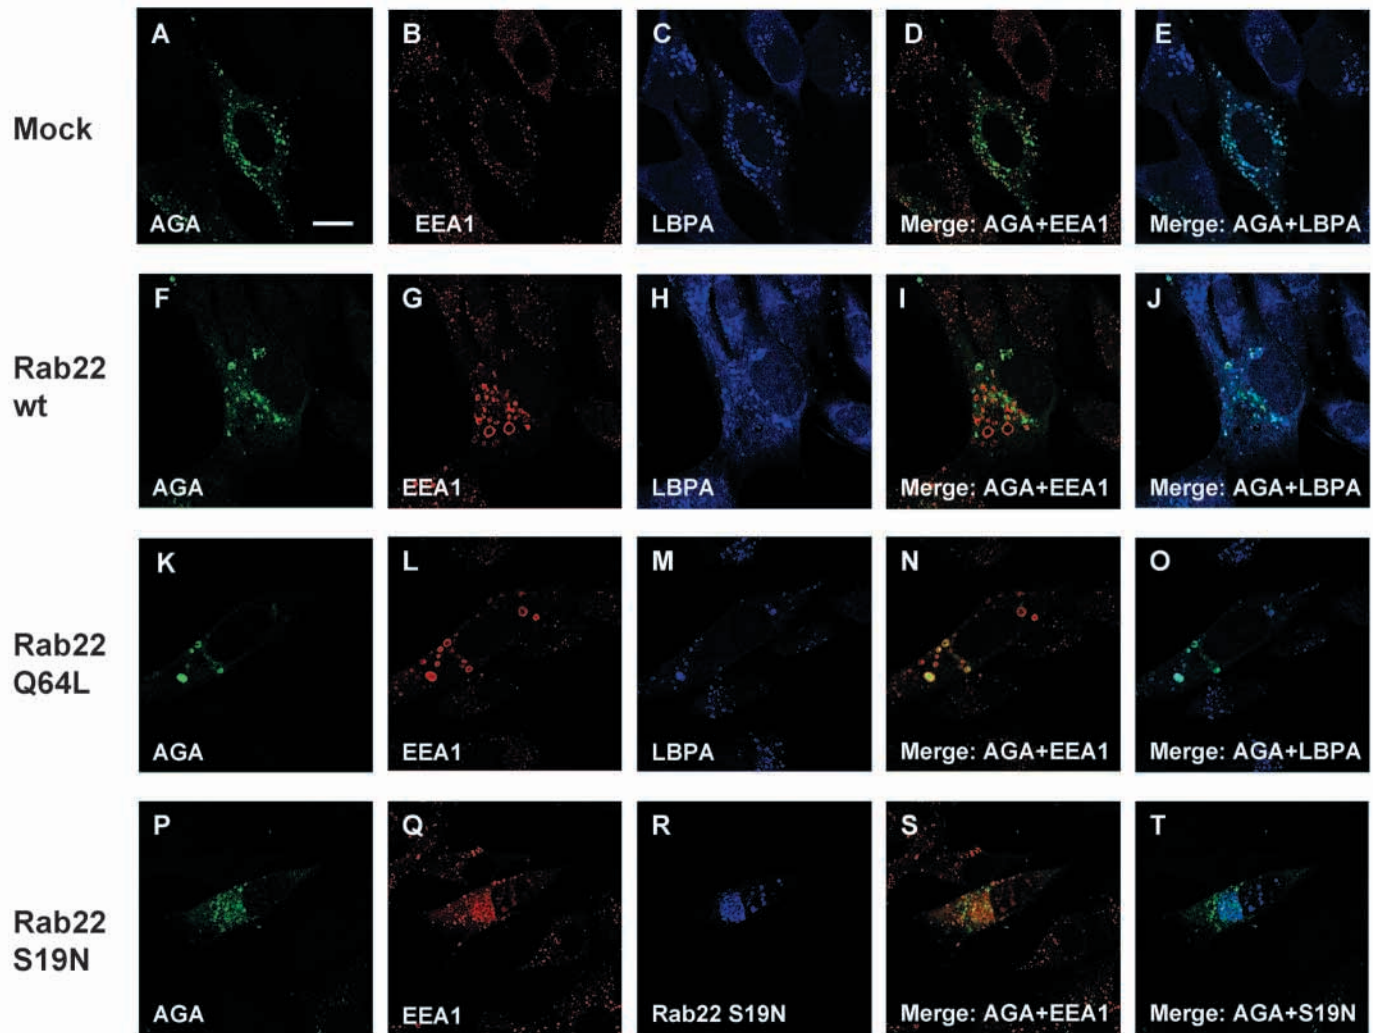 A B C D E
Mock
AGA EEA1 LBPA Merge: AGA+EEA1 Merge: AGA+LBPA
F G H I J
Rab22
wt
AGA EEA1 LBPA Merge: AGA+EEA1 Merge: AGA+LBPA
K L M N O
Rab22
Q64L
AGA EEA1 LBPA Merge: AGA+EEA1 Merge: AGA+LBPA
P Q R S T
Rab22
S19N
AGA EEA1 Rab22 S19N Merge: AGA+EEA1 Merge: AGA+S19N